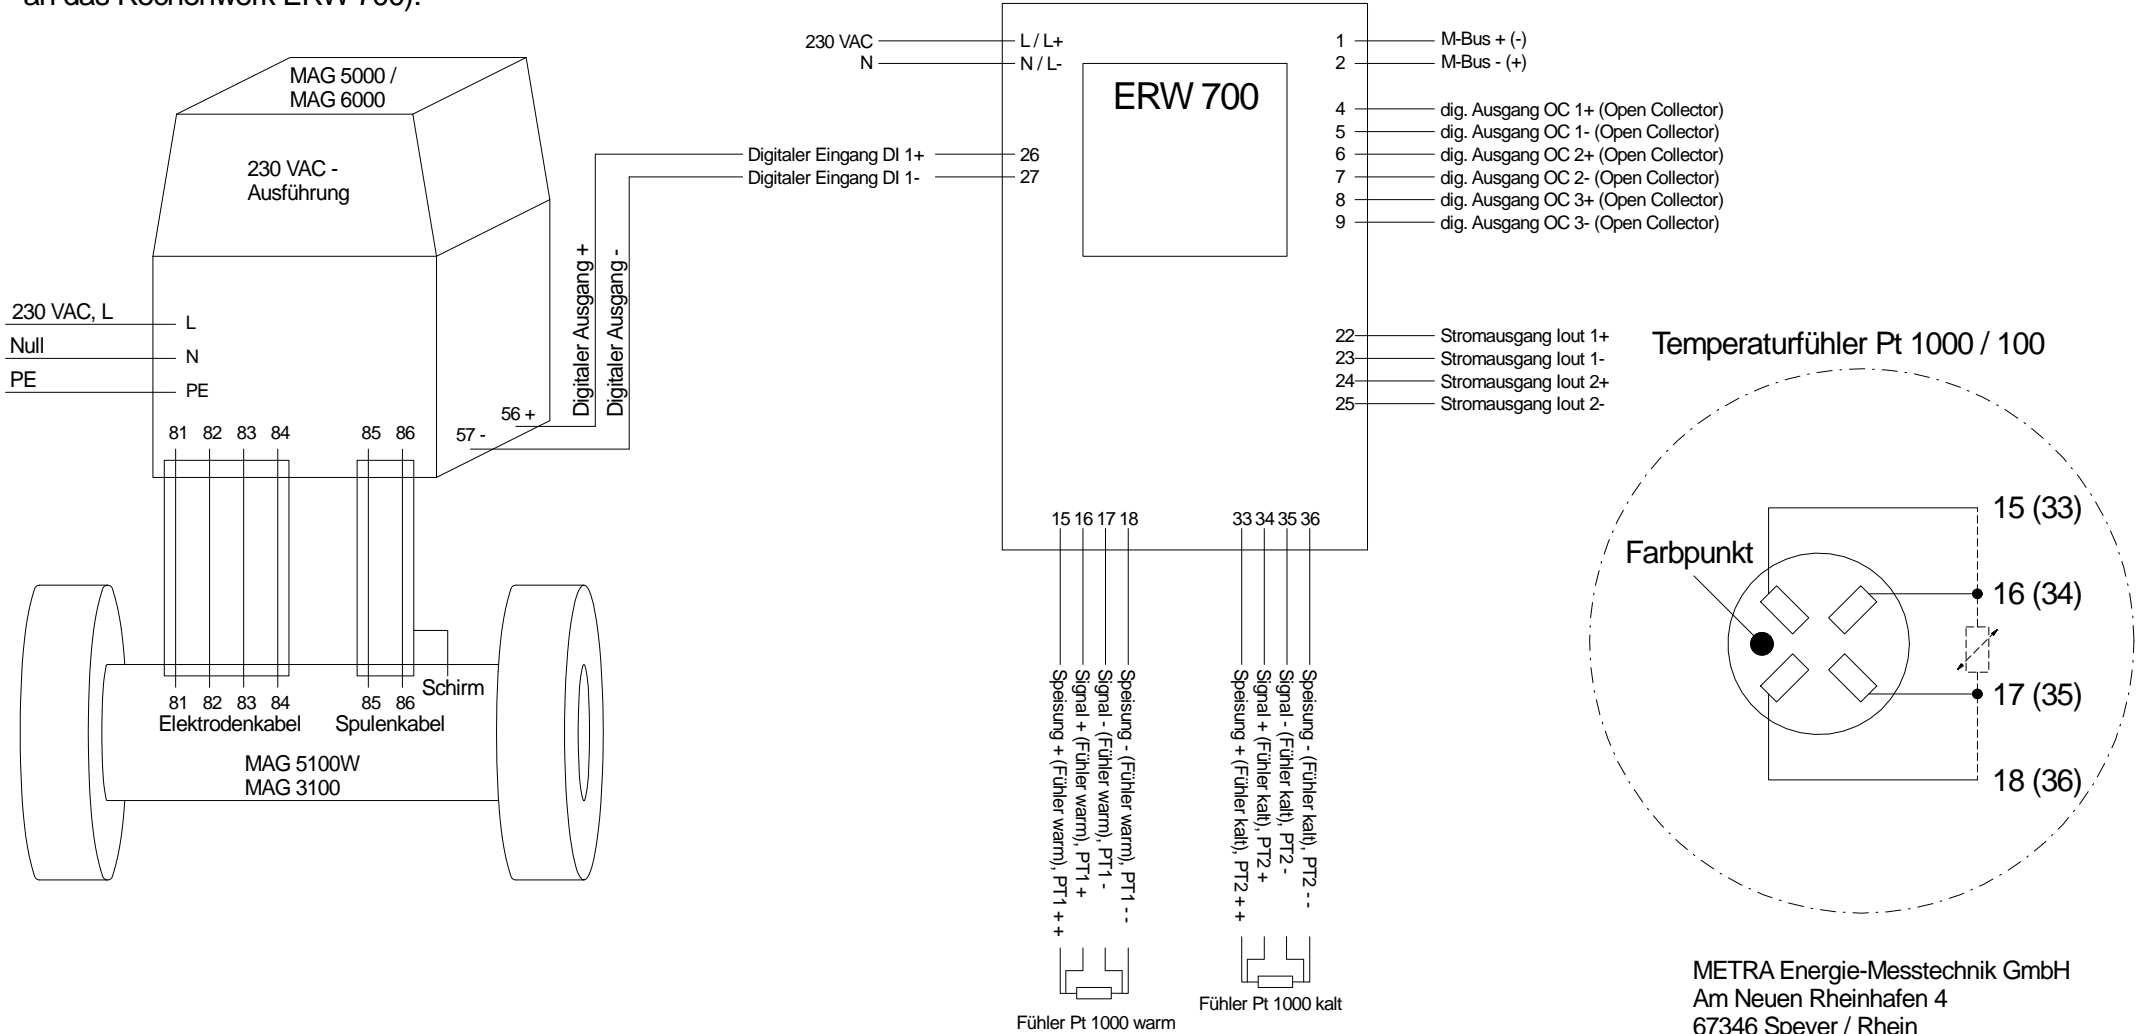 an das Rechenwerk ERW 700).
MAG 5000 /
MAG 6000
230 VAC -
Ausführung
230 VAC, L
Null
PE
L
N
PE
81 82 83 84 85 86
56 +
57 -
Digitaler Ausgang +
Digitaler Ausgang -
81 82 83 84 85 86
Schirm
Elektrodenkabel Spulenkabel
MAG 5100W
MAG 3100
230 VAC L / L+
N N / L-
ERW 700
Digitaler Eingang DI 1+ 26
Digitaler Eingang DI 1- 27
1 M-Bus + (-)
2 M-Bus - (+)
4 dig. Ausgang OC 1+ (Open Collector)
5 dig. Ausgang OC 1- (Open Collector)
6 dig. Ausgang OC 2+ (Open Collector)
7 dig. Ausgang OC 2- (Open Collector)
8 dig. Ausgang OC 3+ (Open Collector)
9 dig. Ausgang OC 3- (Open Collector)
22 Stromausgang Iout 1+
23 Stromausgang Iout 1-
24 Stromausgang Iout 2+
25 Stromausgang Iout 2-
15 16 17 18 33 34 35 36
Speisung + (Fühler warm), PT1 + +
Signal + (Fühler warm), PT1 +
Signal - (Fühler warm), PT1 -
Speisung - (Fühler warm), PT1 - -
Speisung + (Fühler kalt), PT2 + +
Signal + (Fühler kalt), PT2 +
Signal - (Fühler kalt), PT2 -
Speisung - (Fühler kalt), PT2 - -
Fühler Pt 1000 warm
Fühler Pt 1000 kalt
Temperaturfühler Pt 1000 / 100
Farbpunkt
15 (33)
16 (34)
17 (35)
18 (36)
METRA Energie-Messtechnik GmbH
Am Neuen Rheinhafen 4
67346 Speyer / Rhein